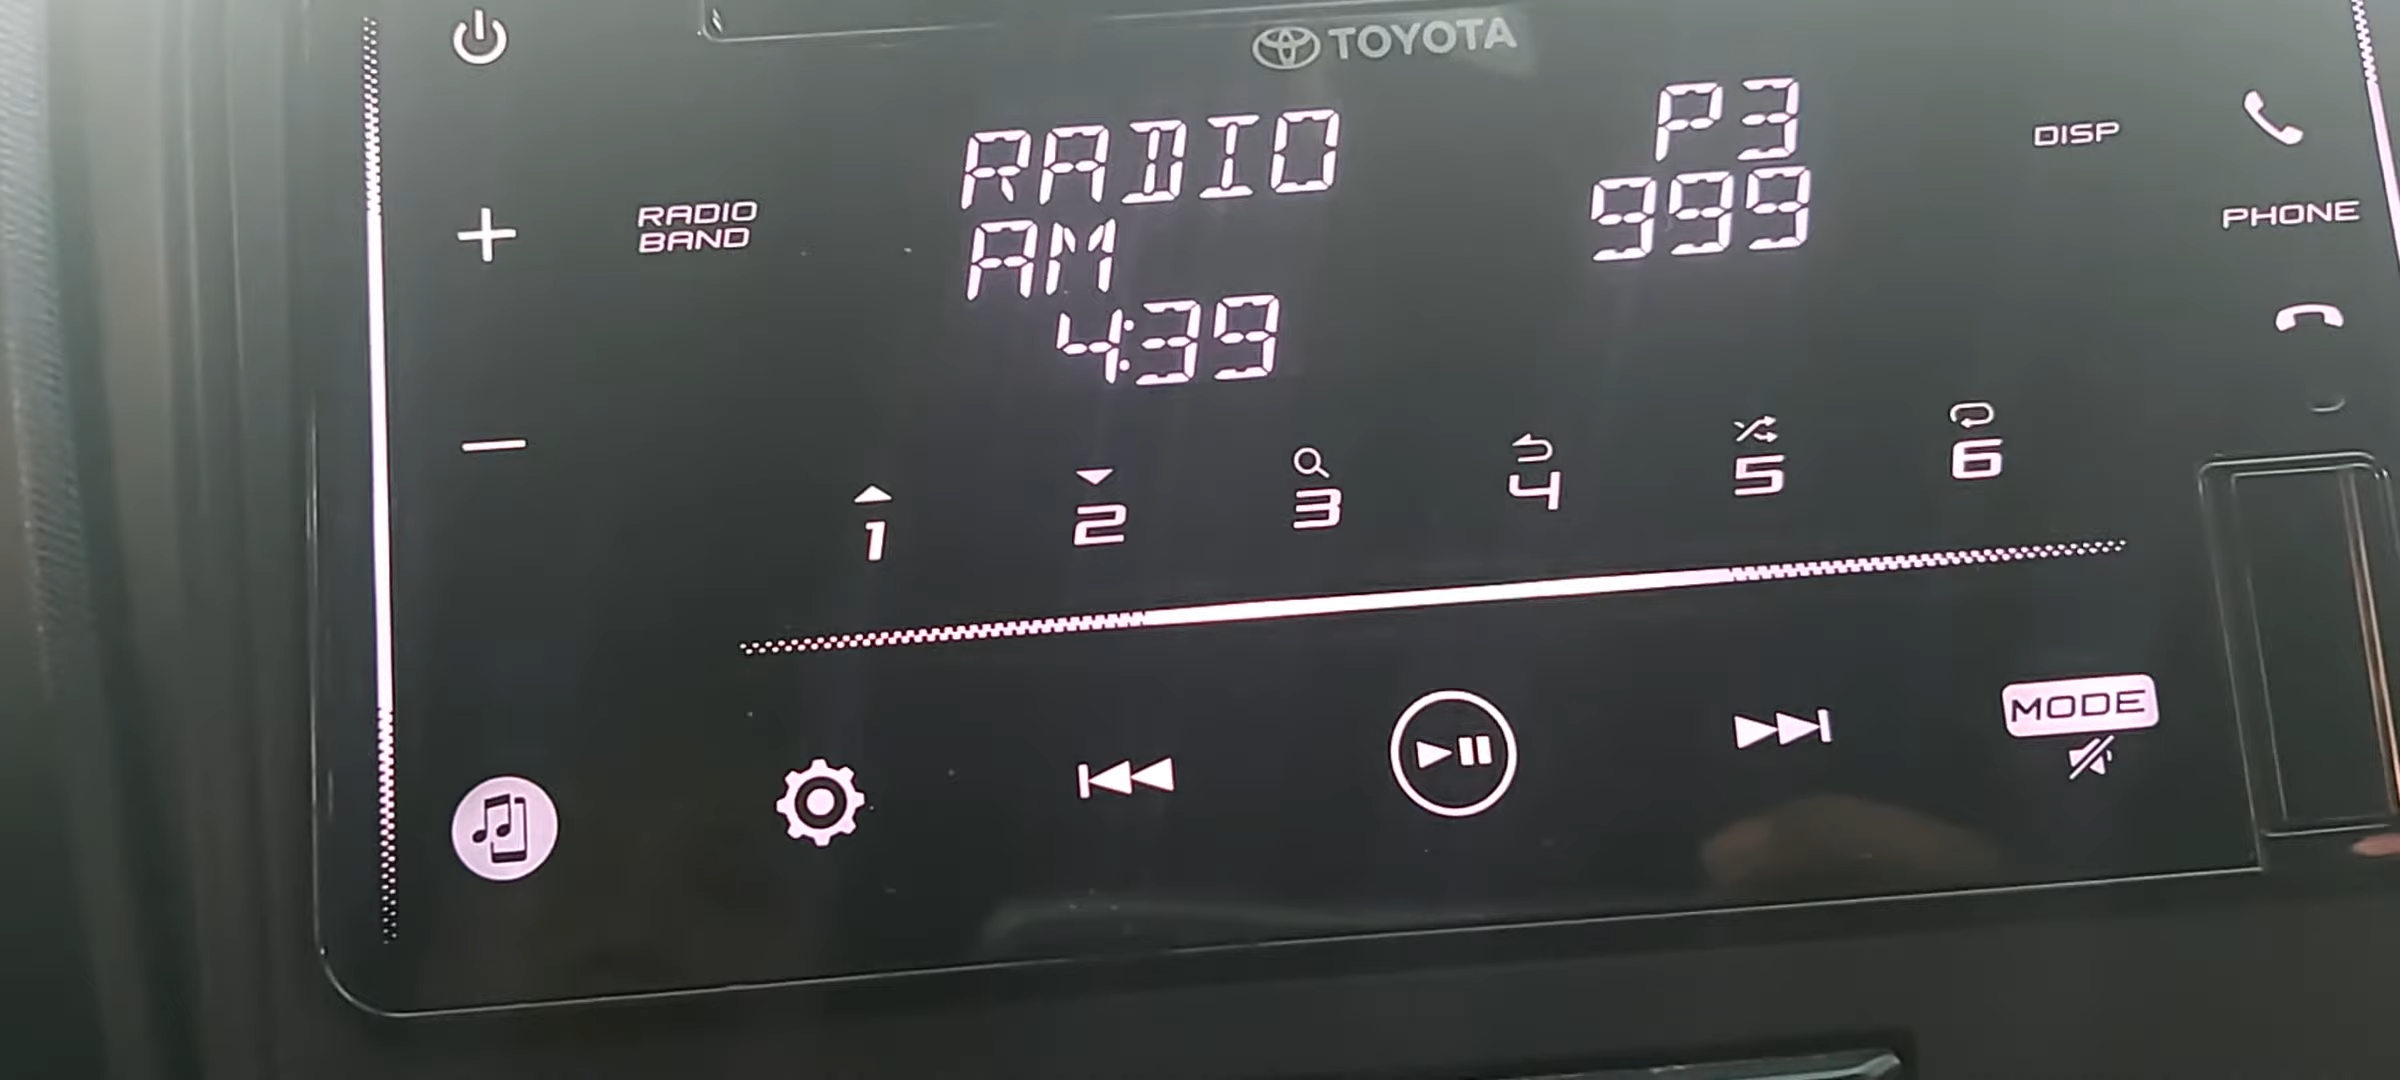 TOYOTA
RADIO P3
AM 999
4:39
RADIO
BAND
DISP
PHONE
1 2 3 4 5 6
MODE